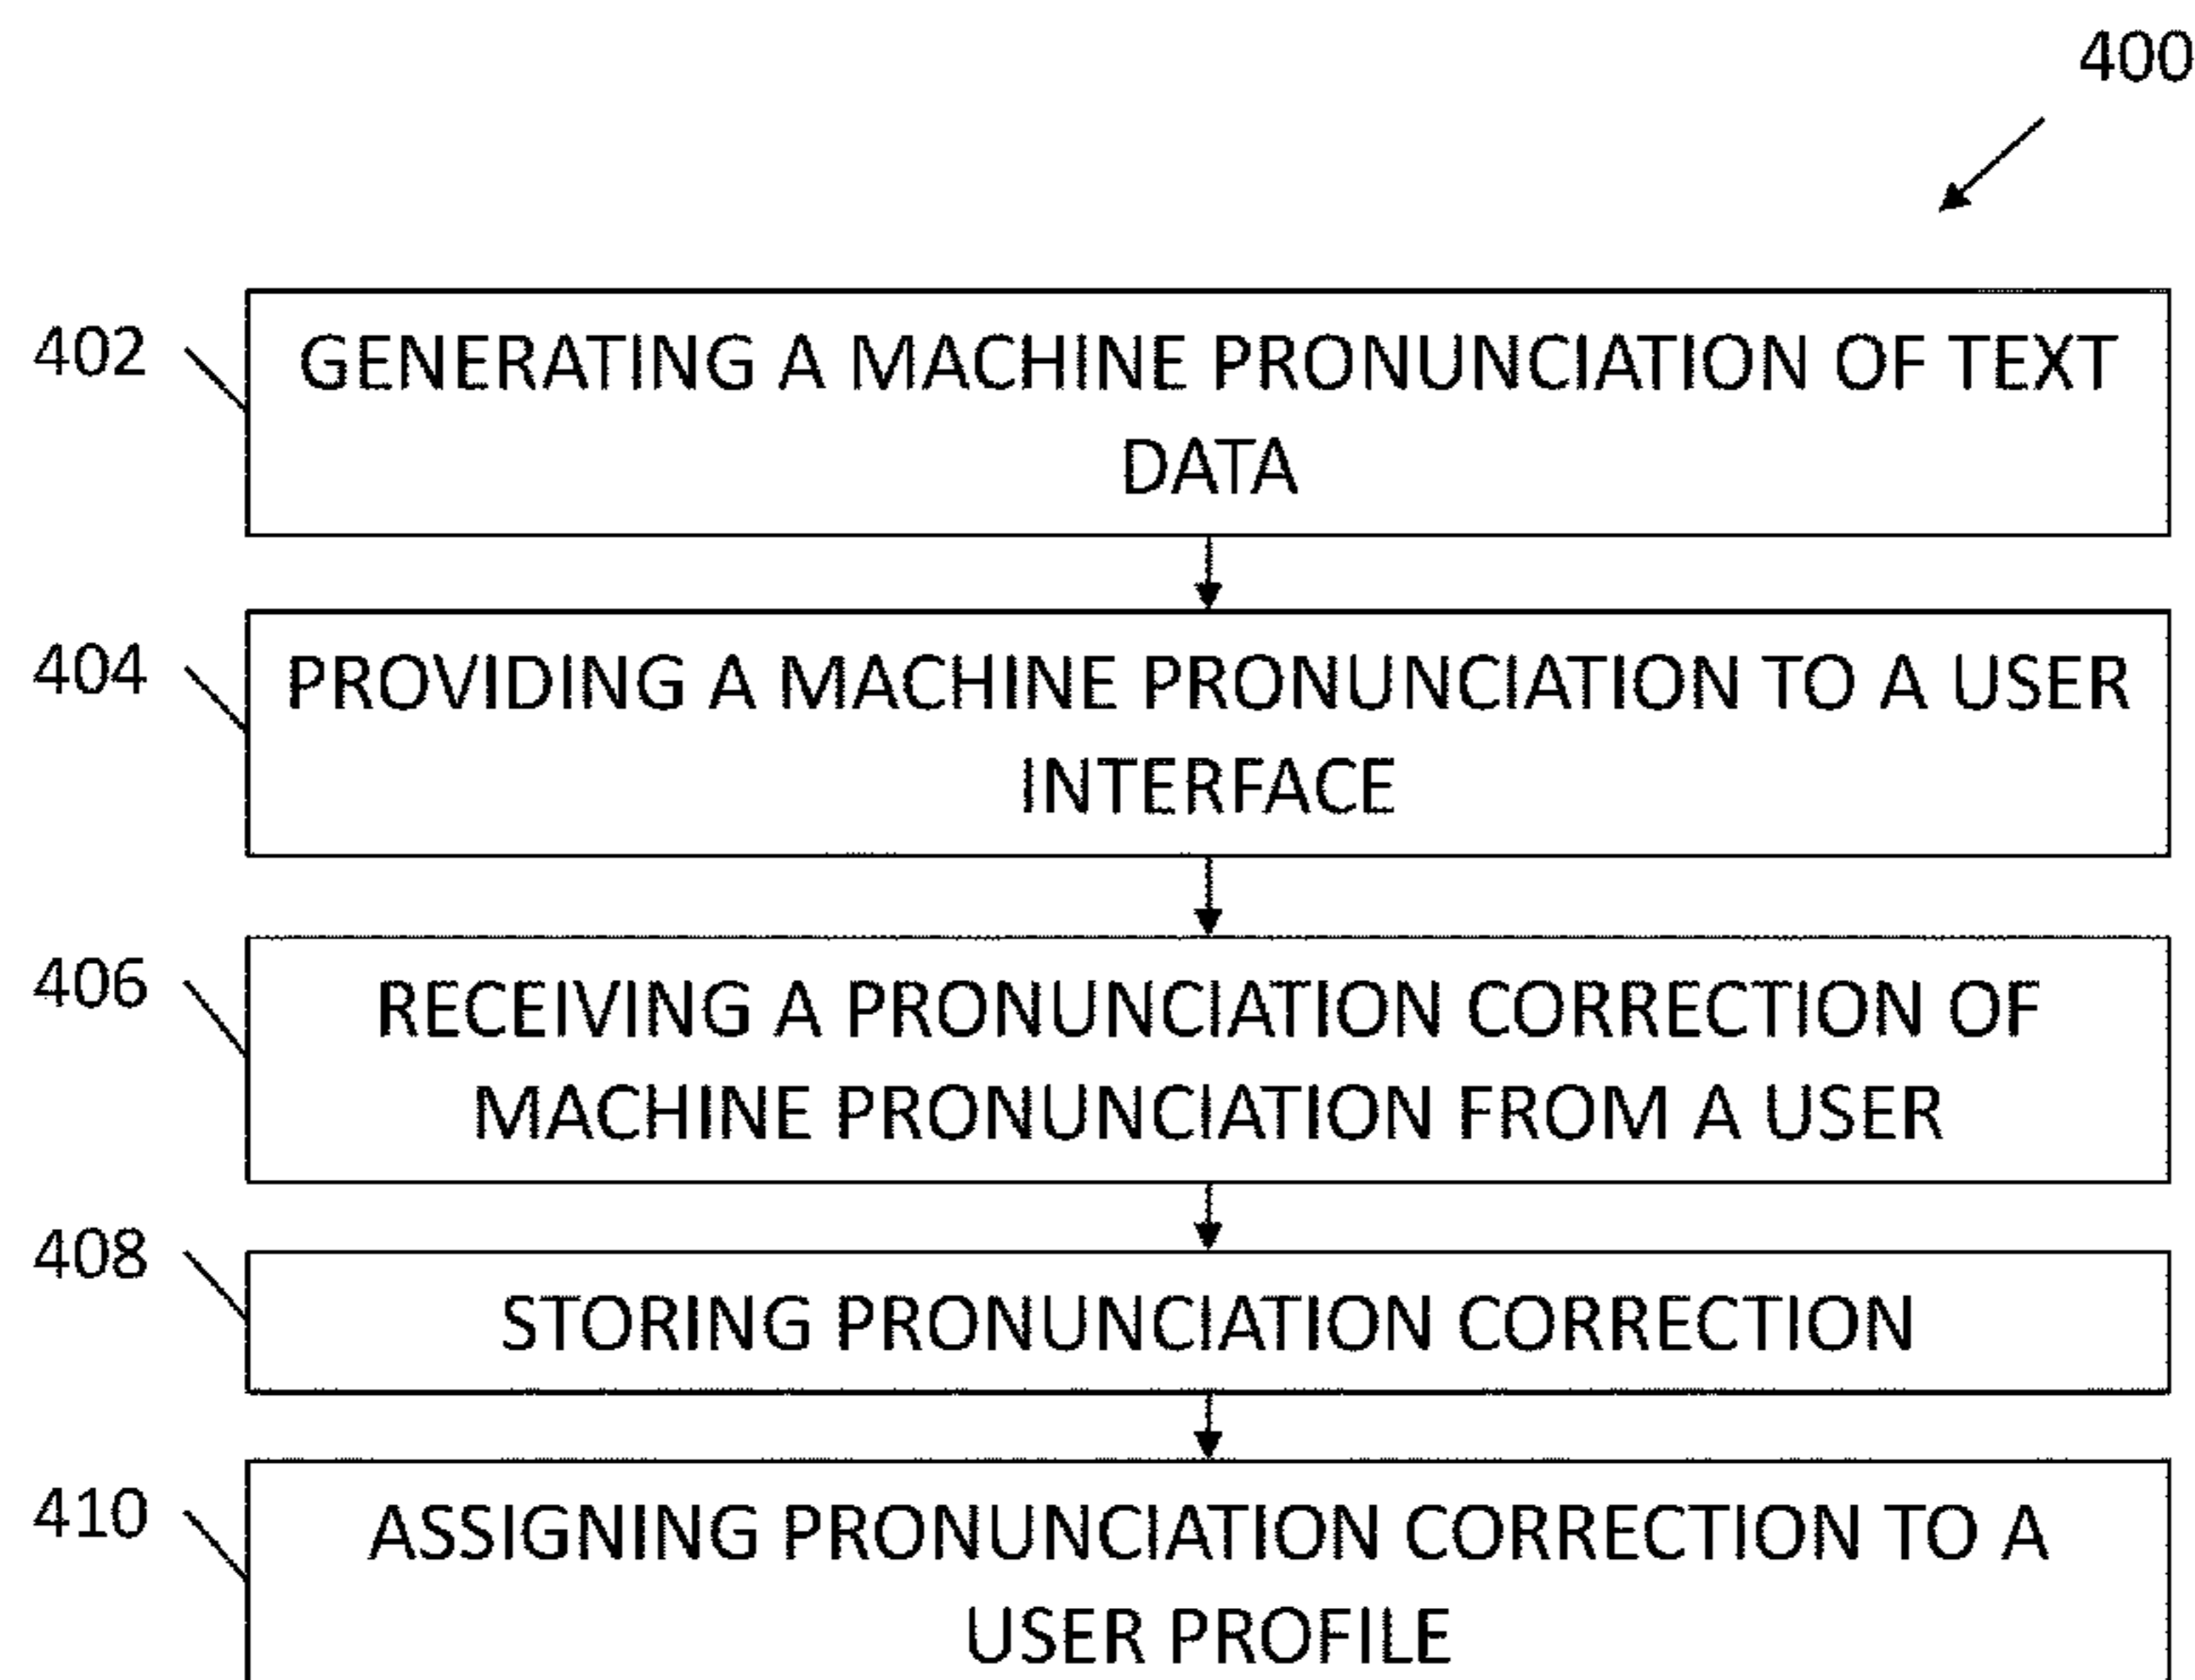 400
402
GENERATING A MACHINE PRONUNCIATION OF TEXT
DATA
404
PROVIDING A MACHINE PRONUNCIATION TO A USER
INTERFACE
406
RECEIVING A PRONUNCIATION CORRECTION OF
MACHINE PRONUNCIATION FROM A USER
408
STORING PRONUNCIATION CORRECTION
410
ASSIGNING PRONUNCIATION CORRECTION TO A
USER PROFILE